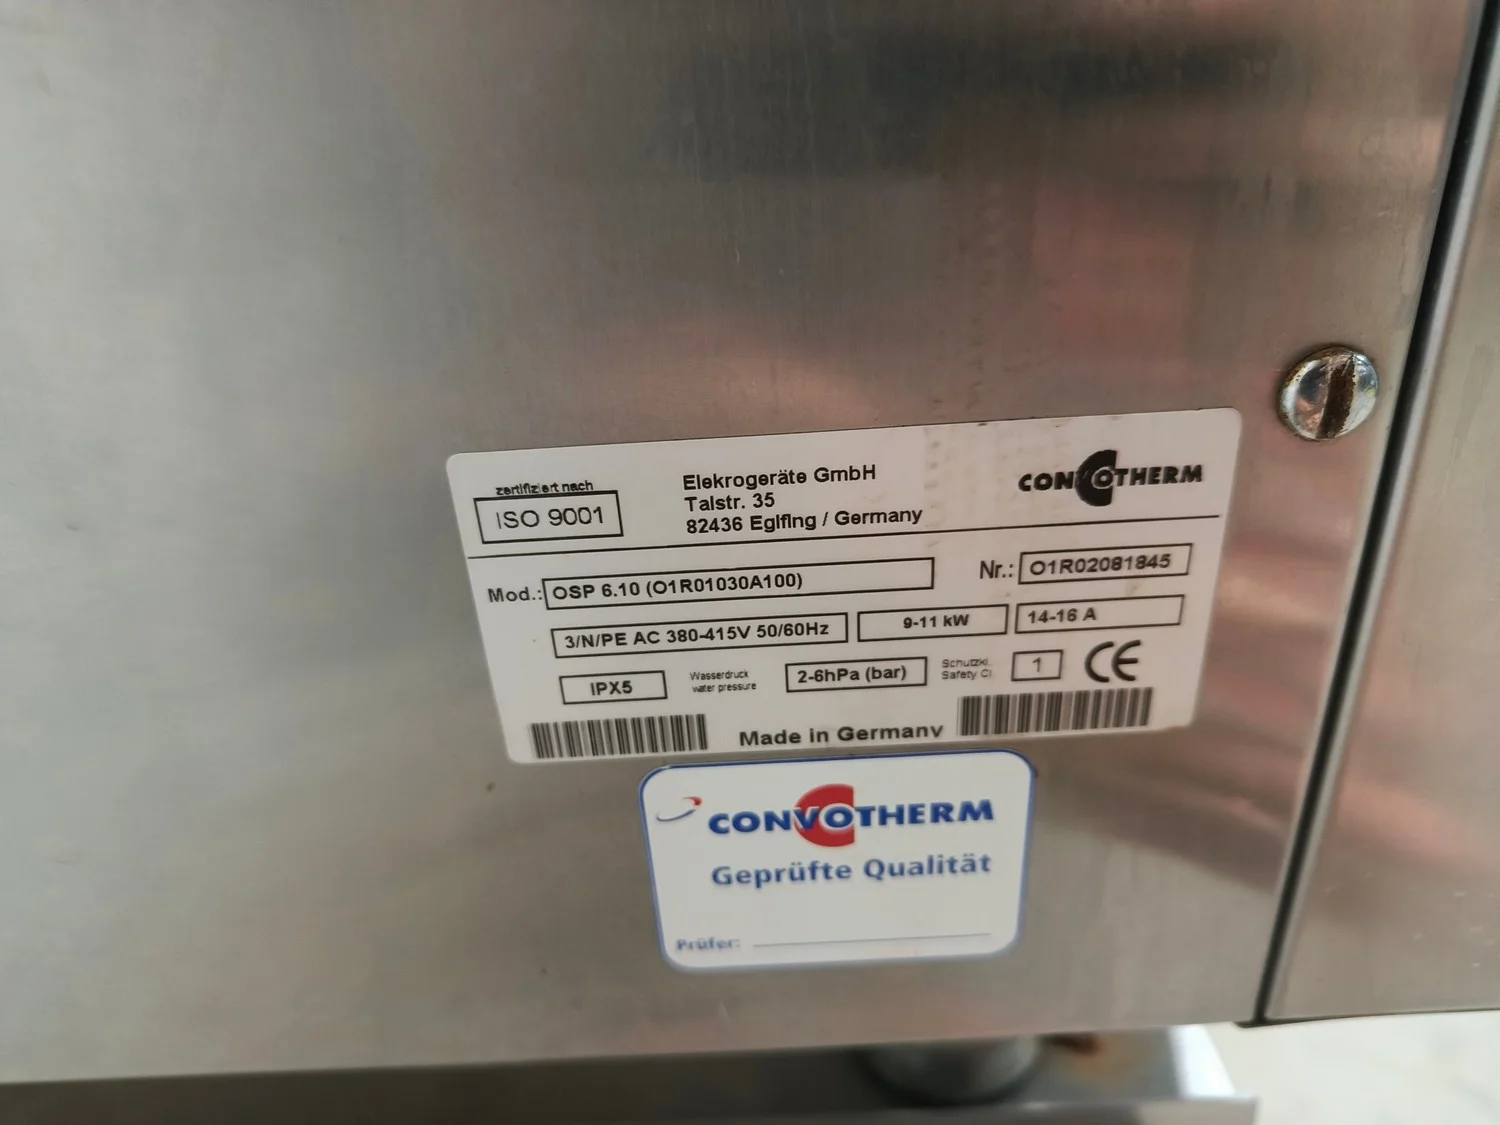 zertifiziert nach
ISO 9001
Elekrogeräte GmbH
Talstr. 35
82436 Eglfing / Germany
CONVOTHERM
Mod.: OSP 6.10 (O1R01030A100)
Nr.: O1R02081845
3/N/PE AC 380-415V 50/60Hz
9-11 kW
14-16 A
IPX5
Wasserdruck
water pressure
2-6hPa (bar)
Schutzkl.
Safety Cl.
1
CE
Made in Germany
CONVOTHERM
Geprüfte Qualität
Prüfer: